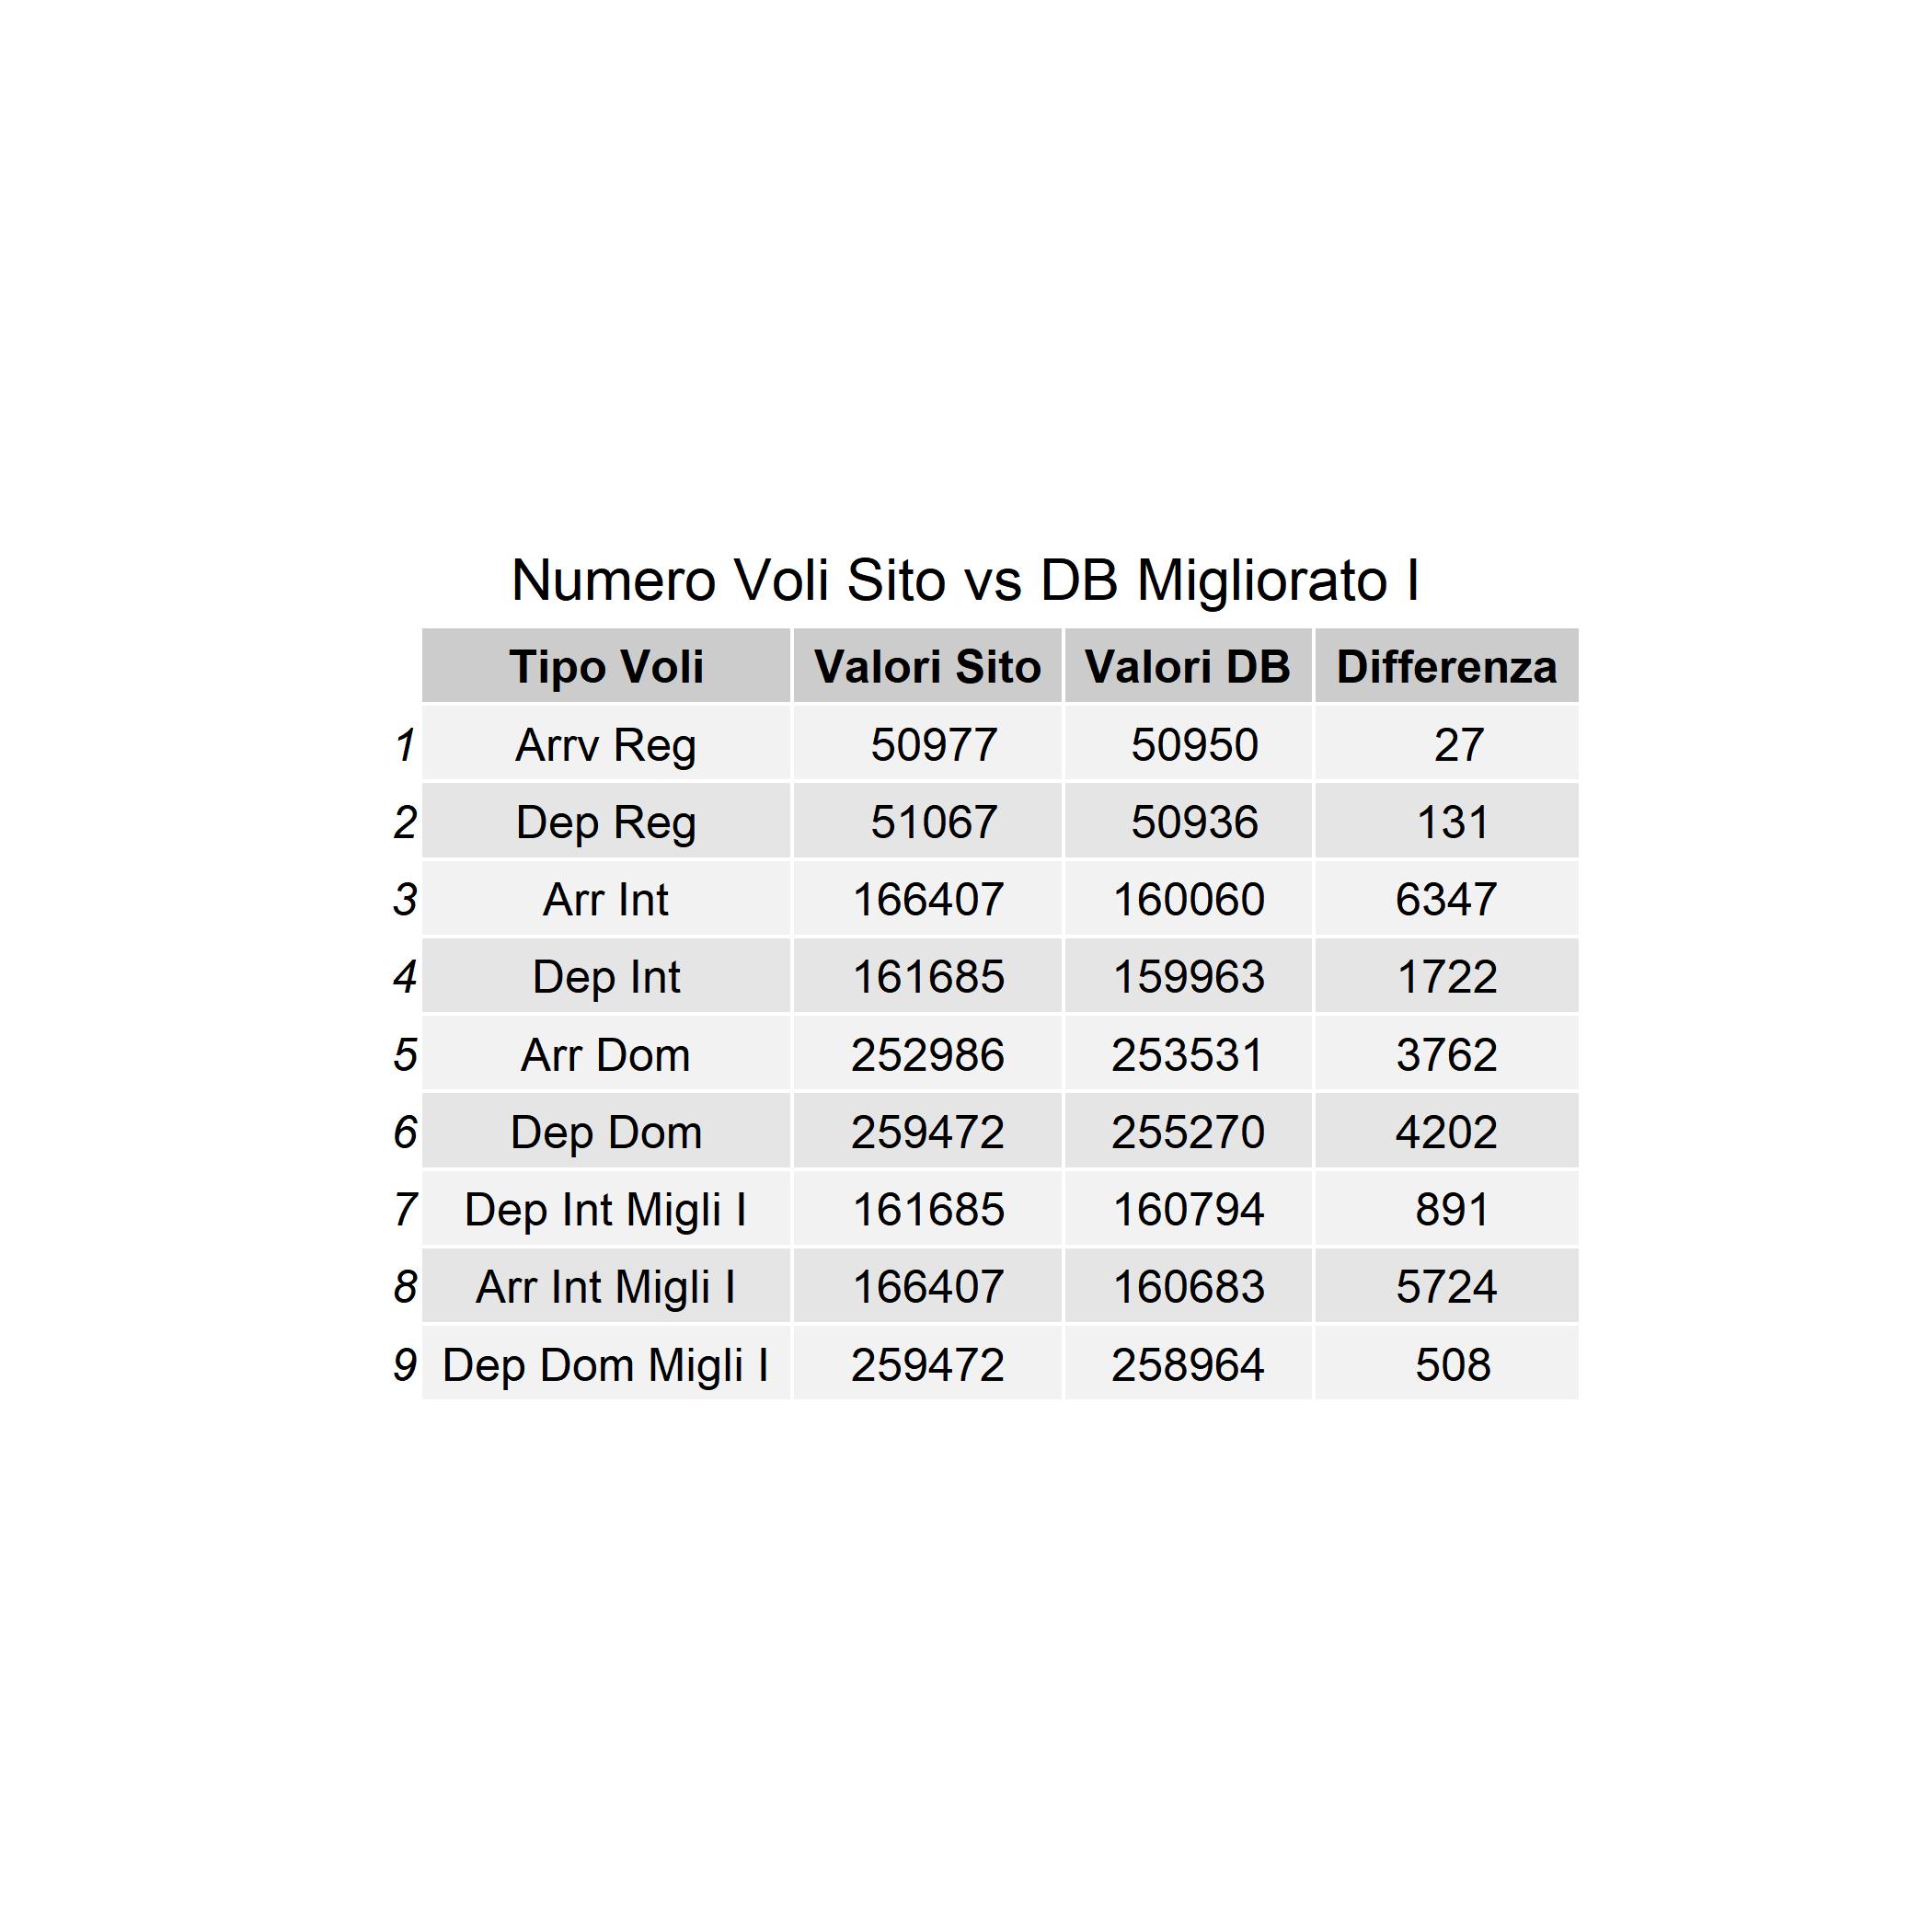 Numero Voli Sito vs DB Migliorato I
Tipo Voli Valori Sito Valori DB Differenza
1 Arrv Reg 50977 50950 27
2 Dep Reg 51067 50936 131
3 Arr Int 166407 160060 6347
4 Dep Int 161685 159963 1722
5 Arr Dom 252986 253531 3762
6 Dep Dom 259472 255270 4202
7 Dep Int Migli I 161685 160794 891
8 Arr Int Migli I 166407 160683 5724
9 Dep Dom Migli I 259472 258964 508